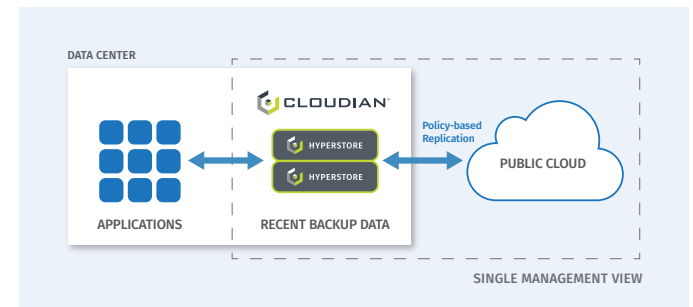 DATA CENTER
CLOUDIAN®
HYPERSTORE
HYPERSTORE
Policy-based
Replication
PUBLIC CLOUD
APPLICATIONS
RECENT BACKUP DATA
SINGLE MANAGEMENT VIEW